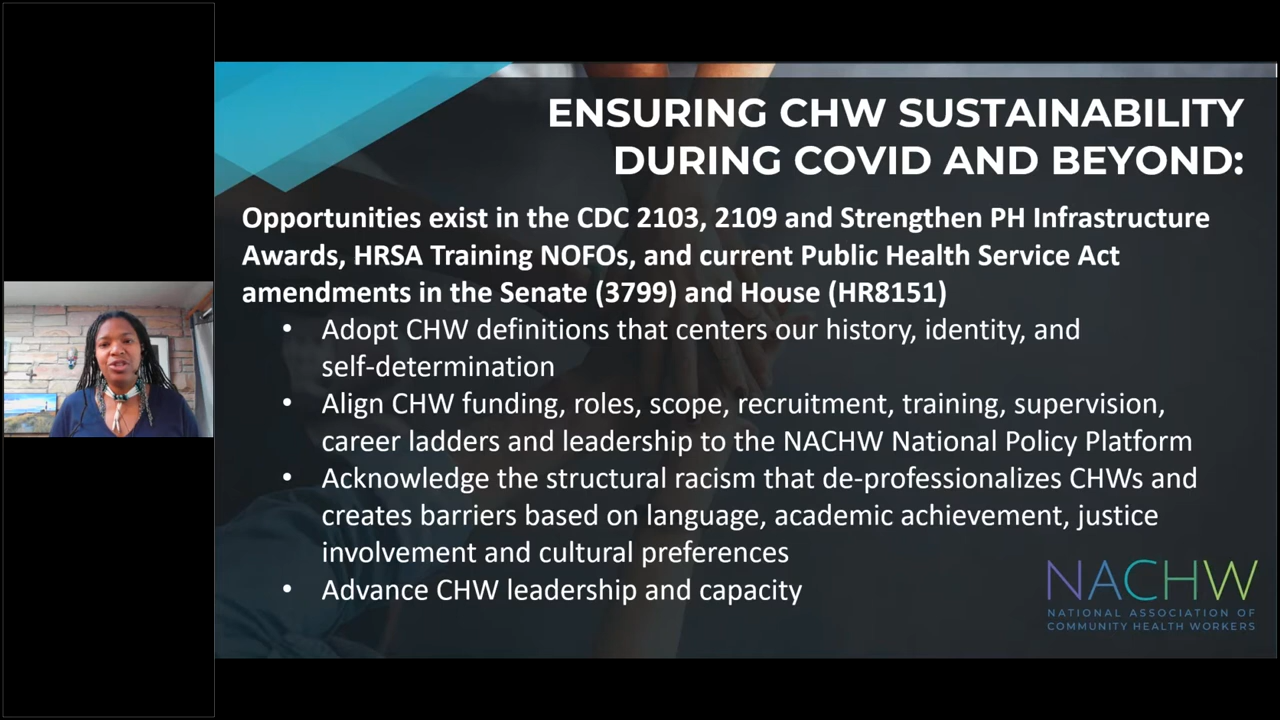 ENSURING CHW SUSTAINABILITY
DURING COVID AND BEYOND:
Opportunities exist in the CDC 2103, 2109 and Strengthen PH Infrastructure
Awards, HRSA Training NOFOs, and current Public Health Service Act
amendments in the Senate (3799) and House (HR8151)
• Adopt CHW definitions that centers our history, identity, and
self-determination
• Align CHW funding, roles, scope, recruitment, training, supervision,
career ladders and leadership to the NACHW National Policy Platform
• Acknowledge the structural racism that de-professionalizes CHWs and
creates barriers based on language, academic achievement, justice
involvement and cultural preferences
• Advance CHW leadership and capacity
NACHW
NATIONAL ASSOCIATION OF
COMMUNITY HEALTH WORKERS